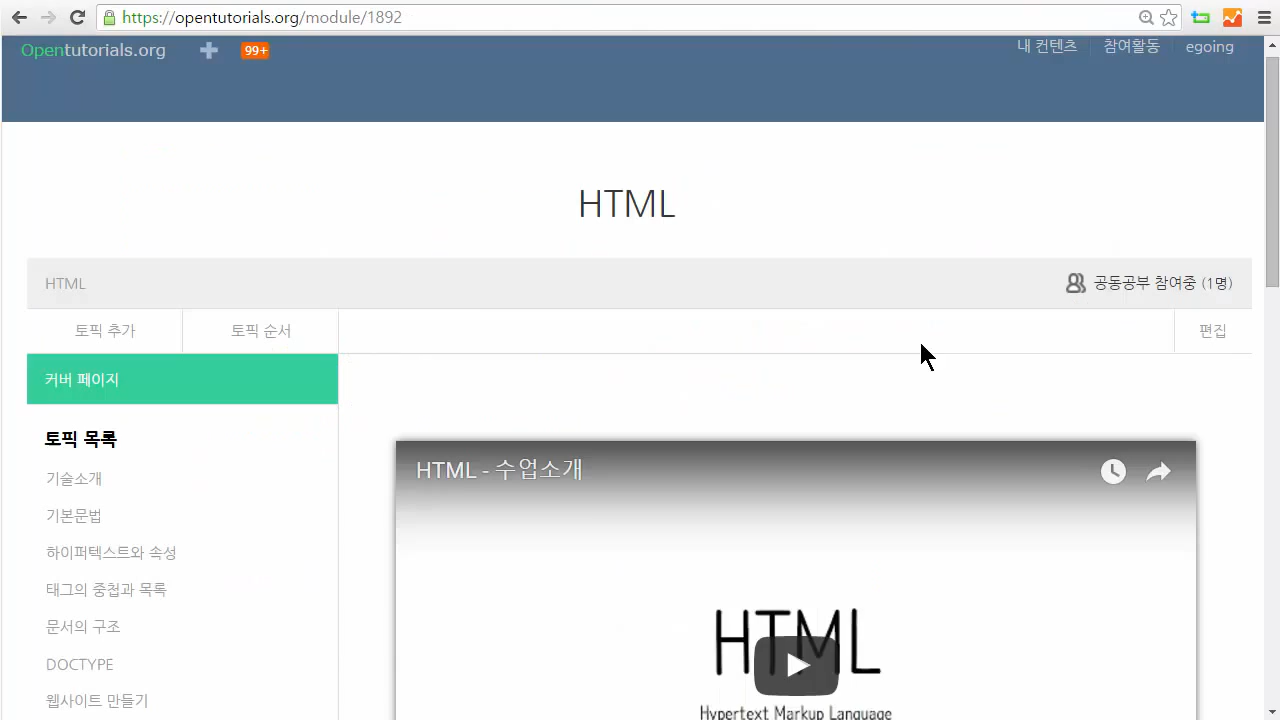 https://opentutorials.org/module/1892
Opentutorials.org 99+ 내 컨텐츠 참여활동 egoing
HTML
HTML 공동공부 참여중 (1명)
토픽 추가 토픽 순서 편집
커버 페이지
토픽 목록
기술소개
기본문법
하이퍼텍스트와 속성
태그의 중첩과 목록
문서의 구조
DOCTYPE
웹사이트 만들기
HTML - 수업소개
HTML
Hypertext Markup Language